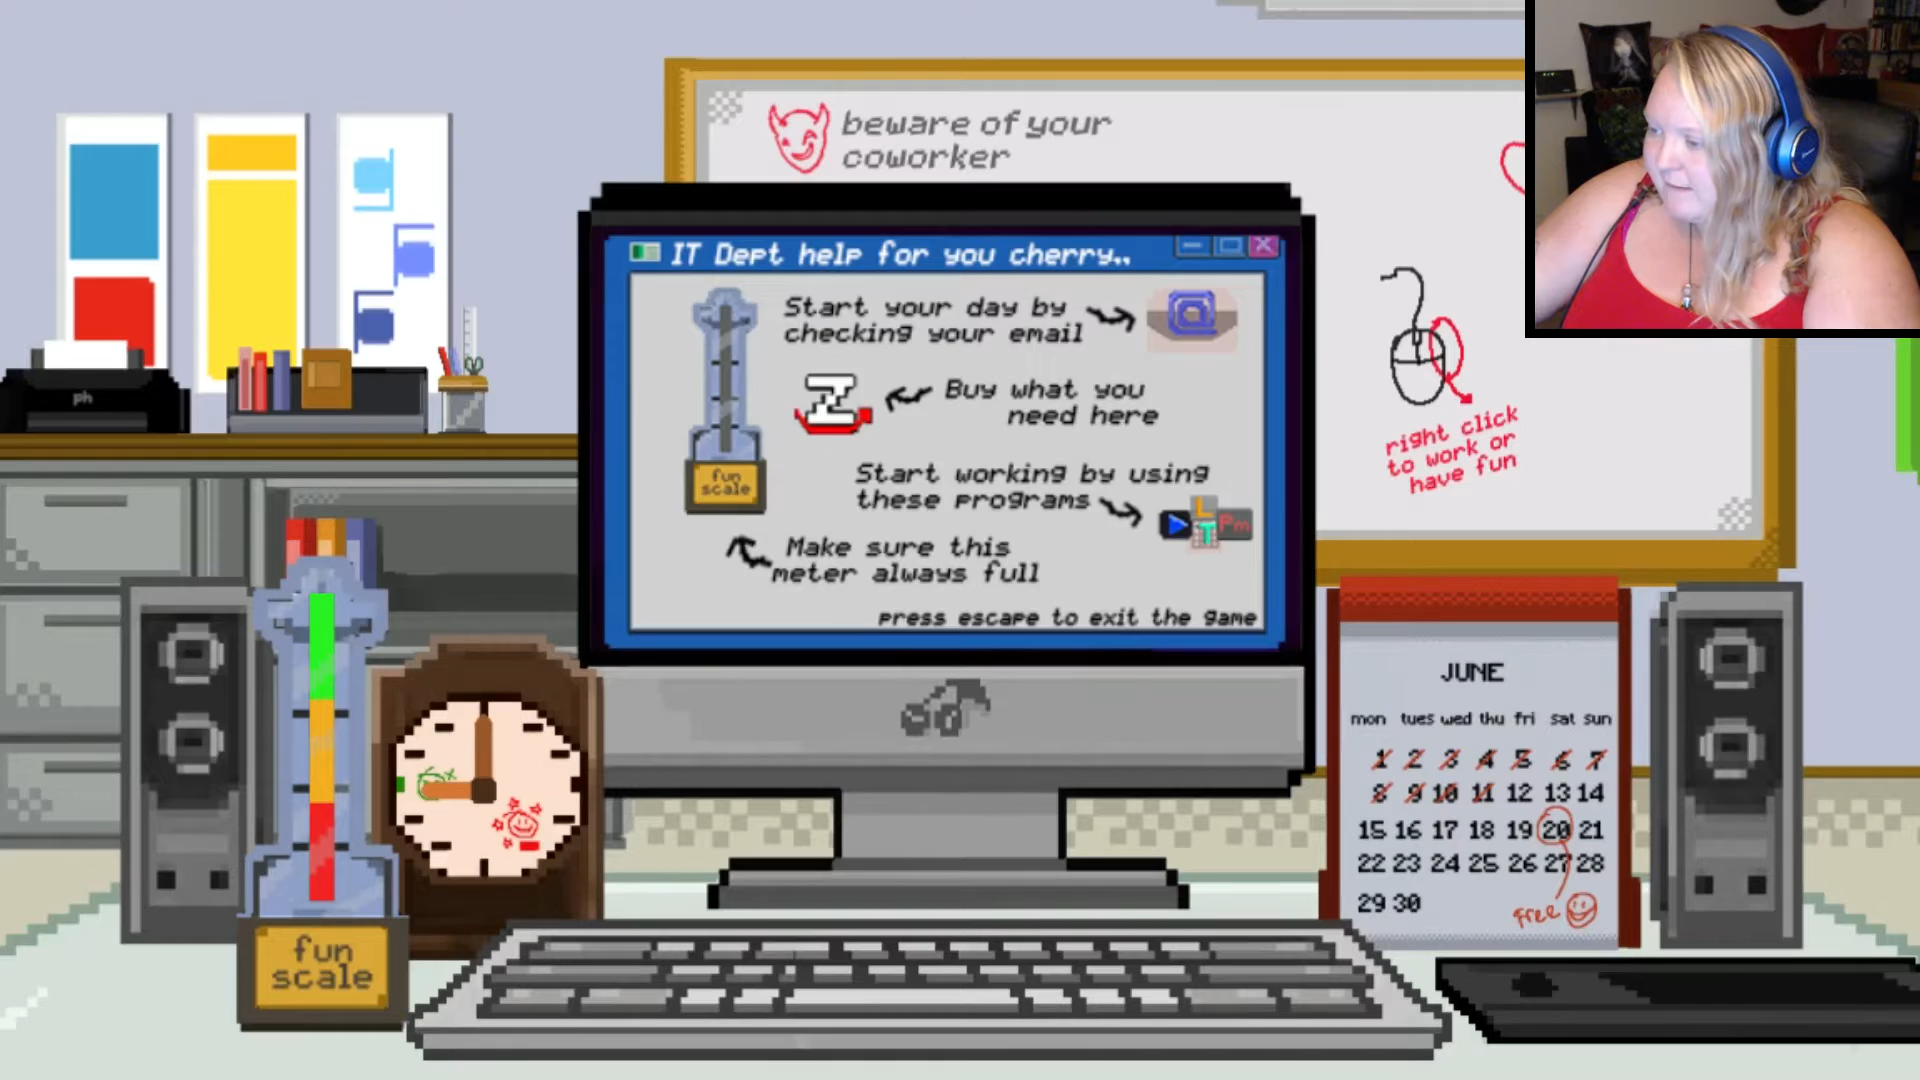 beware of your
coworker
IT Dept help for you cherry..
Start your day by
checking your email
Buy what you
need here
Start working by using
these programs
L
T
Pm
Make sure this
meter always full
press escape to exit the game
fun
scale
ph
right click
to work or
have fun
JUNE
mon tues wed thu fri sat sun
1 2 3 4 5 6 7
8 9 10 11 12 13 14
15 16 17 18 19 20 21
22 23 24 25 26 27 28
29 30
free
fun
scale